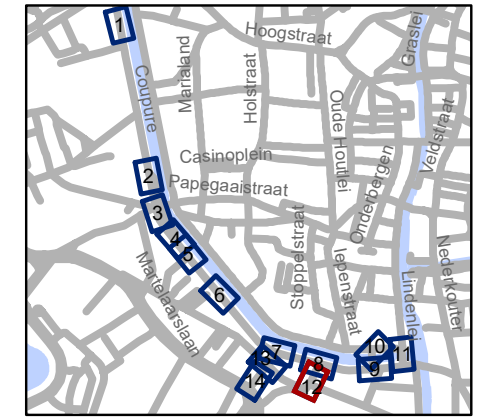 1
Hoogstraat
Graslei
Marialand
Holstraat
Coupure
Oude Houtlei
Veldstraat
Casinoplein
2
Papegaaistraat
Onderbergen
3
4
5
Stoppelstraat
Iepenstraat
Nederkouter
Martelaarslaan
Lindenlei
6
7
10
11
13
8
9
14
12